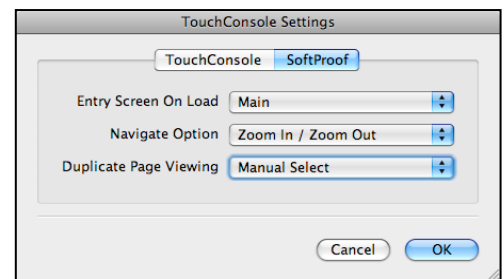 TouchConsole Settings
TouchConsole SoftProof
Entry Screen On Load Main
Navigate Option Zoom In / Zoom Out
Duplicate Page Viewing Manual Select
Cancel OK